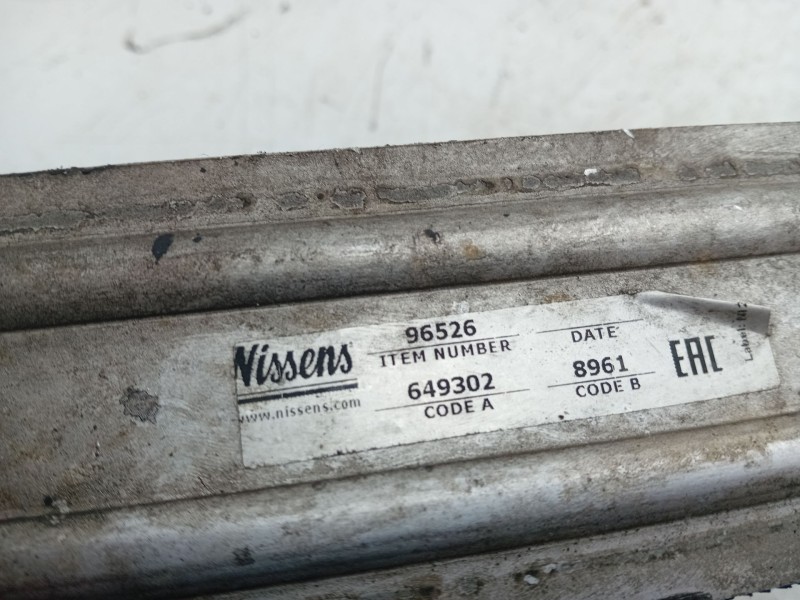 Nissens
www.nissens.com
96526
ITEM NUMBER
649302
CODE A
DATE
8961
CODE B
EAC